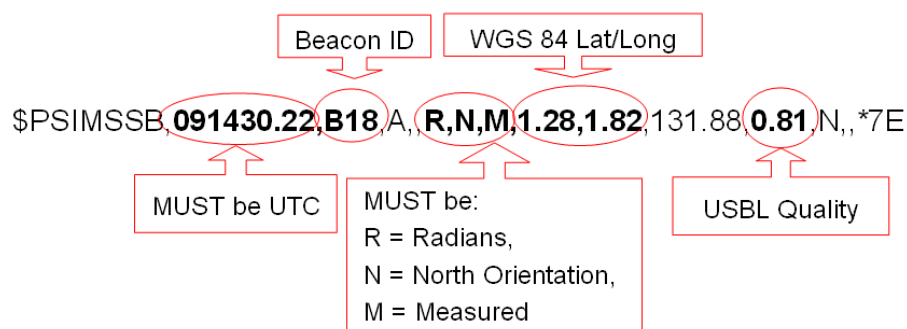 Beacon ID
WGS 84 Lat/Long
$PSIMSSB,091430.22,B18,A,,R,N,M,1.28,1.82,131.88,0.81,N,,*7E
MUST be UTC
MUST be:
R = Radians,
N = North Orientation,
M = Measured
USBL Quality